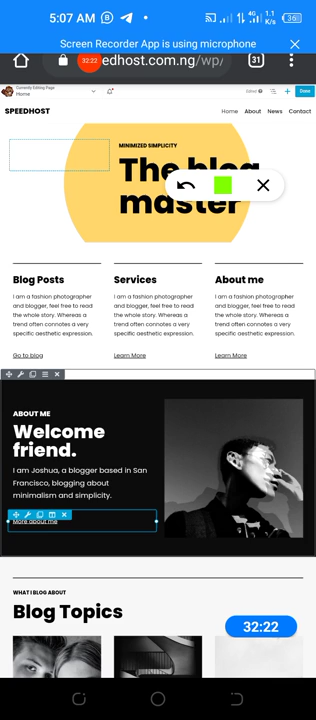 5:07 AM
4G
1.1
K/s
36
Screen Recorder App is using microphone
32:22
edhost.com.ng/wp/
31
Currently Editing Page
Home
Edited
Done
SPEEDHOST
Home About News Contact
MINIMIZED SIMPLICITY
The blog
master
Blog Posts
I am a fashion photographer
and blogger, feel free to read
the whole story. Whereas a
trend often connotes a very
specific aesthetic expression.
Go to blog
Services
I am a fashion photographer
and blogger, feel free to read
the whole story. Whereas a
trend often connotes a very
specific aesthetic expression.
Learn More
About me
I am a fashion photographer
and blogger, feel free to read
the whole story. Whereas a
trend often connotes a very
specific aesthetic expression.
Learn More
ABOUT ME
Welcome
friend.
I am Joshua, a blogger based in San
Francisco, blogging about
minimalism and simplicity.
More about me
WHAT I BLOG ABOUT
Blog Topics
32:22